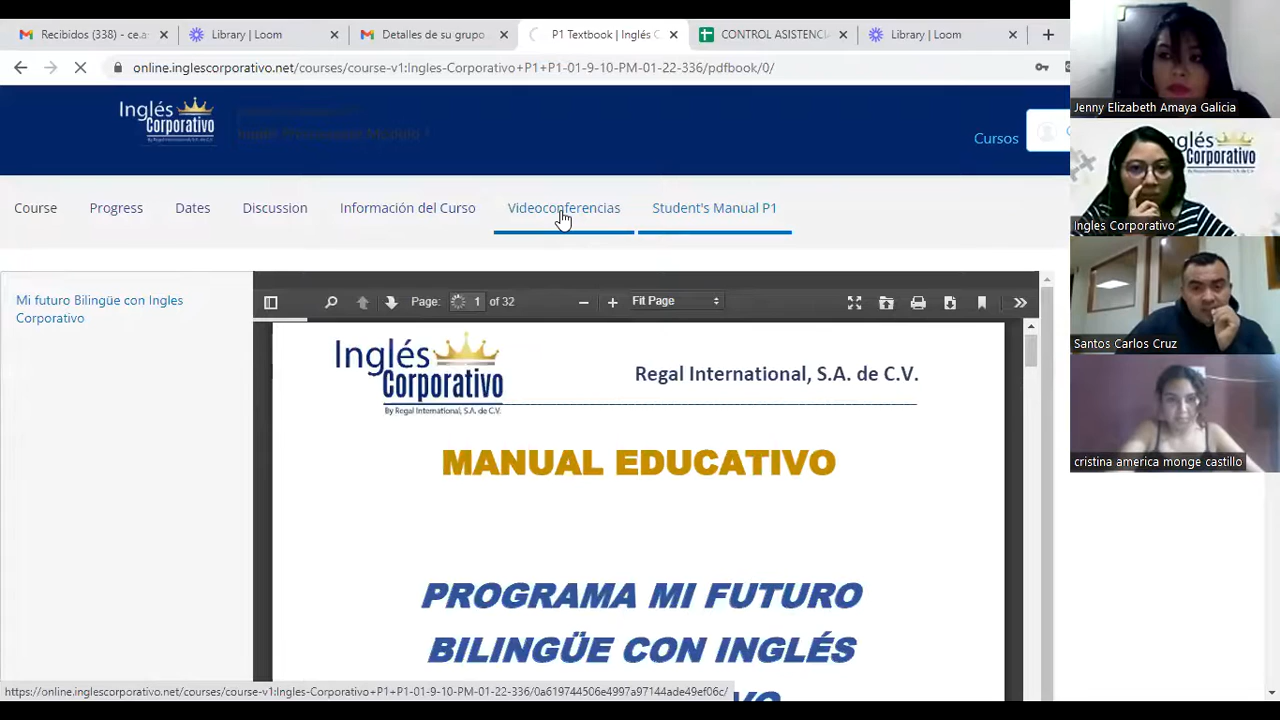 Recibidos (338) - ce.a
Library | Loom
Detalles de su grupo
P1 Textbook | Inglés C
CONTROL ASISTENCI
Library | Loom
online.inglescorporativo.net/courses/course-v1:Ingles-Corporativo+P1+P1-01-9-10-PM-01-22-336/pdfbook/0/
Inglés
Corporativo
By Regal International, S.A. de C.V.
Cursos
Course
Progress
Dates
Discussion
Información del Curso
Videoconferencias
Student's Manual P1
Mi futuro Bilingüe con Ingles
Corporativo
Page: 1 of 32
Fit Page
Inglés
Corporativo
By Regal International, S.A. de C.V.
Regal International, S.A. de C.V.
MANUAL EDUCATIVO
PROGRAMA MI FUTURO
BILINGÜE CON INGLÉS
https://online.inglescorporativo.net/courses/course-v1:Ingles-Corporativo+P1+P1-01-9-10-PM-01-22-336/0a619744506e4997a97144ade49ef06c/
Jenny Elizabeth Amaya Galicia
Inglés
Corporativo
Ingles Corporativo
Santos Carlos Cruz
cristina america monge castillo